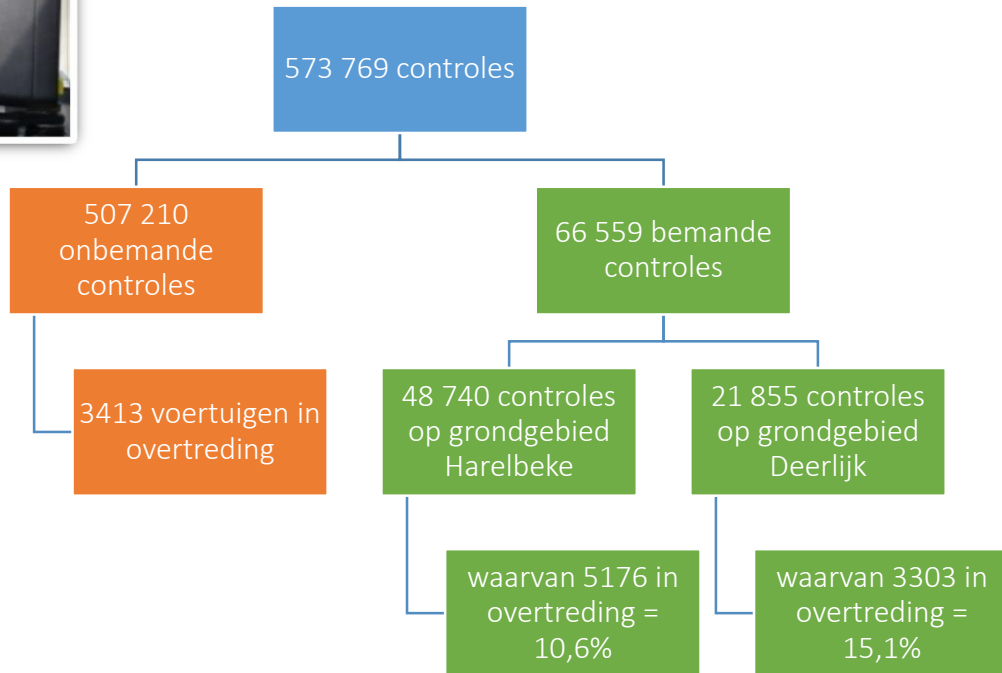 573 769 controles
507 210
onbemande
controles
66 559 bemande
controles
3413 voertuigen in
overtreding
48 740 controles
op grondgebied
Harelbeke
21 855 controles
op grondgebied
Deerlijk
waarvan 5176 in
overtreding =
10,6%
waarvan 3303 in
overtreding =
15,1%